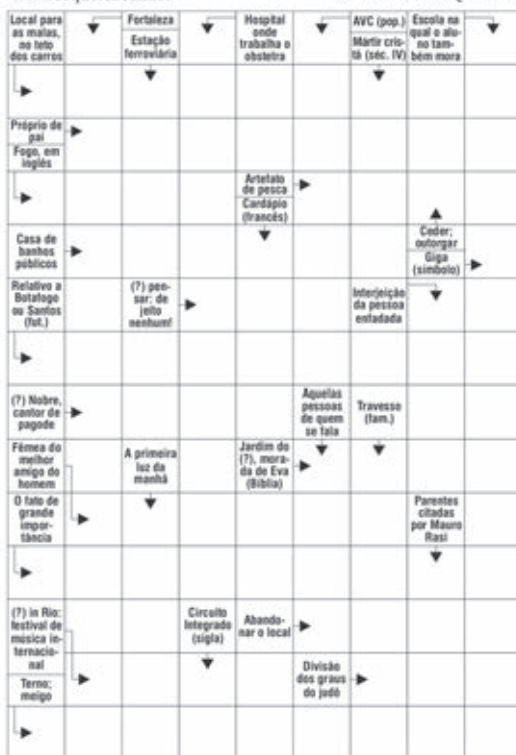 Local para
as malas,
no teto
dos carros
Fortaleza
Estação
ferroviária
Hospital
onde
trabalha o
obstetra
AVC (pop.)
Mártir cris-
tã (séc. IV)
Escola na
qual o alu-
no tam-
bém mora
Próprio de
pai
Fogo, em
inglês
Artefato
de pesca
Cardápio
(francês)
Casa de
banhos
públicos
Ceder;
outorgar
Giga
(símbolo)
Relativo a
Botafogo
ou Santos
(fut.)
(?) pen-
sar: de
jeito
nenhum!
Interjeição
da pessoa
enfadada
(?) Nobre,
cantor de
pagode
Aquelas
pessoas
de quem
se fala
Travesso
(fam.)
Fêmea do
melhor
amigo do
homem
A primeira
luz da
manhã
Jardim do
(?), mora-
da de Eva
(Bíblia)
O fato de
grande
impor-
tância
Parentes
citadas
por Mauro
Rasi
(?) in Rio:
festival de
música in-
ternacio-
nal
Circuito
Integrado
(sigla)
Abando-
nar o local
Terno;
meigo
Divisão
dos graus
do judô